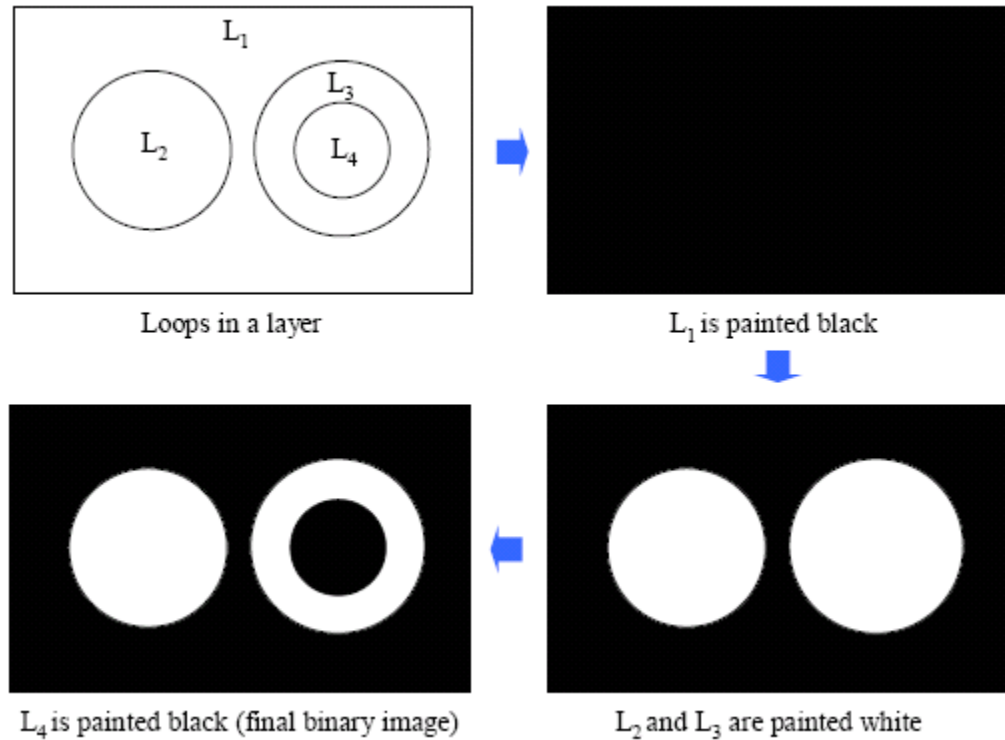 L₁
L₃
L₂
L₄
Loops in a layer
L₁ is painted black
L₄ is painted black (final binary image)
L₂ and L₃ are painted white